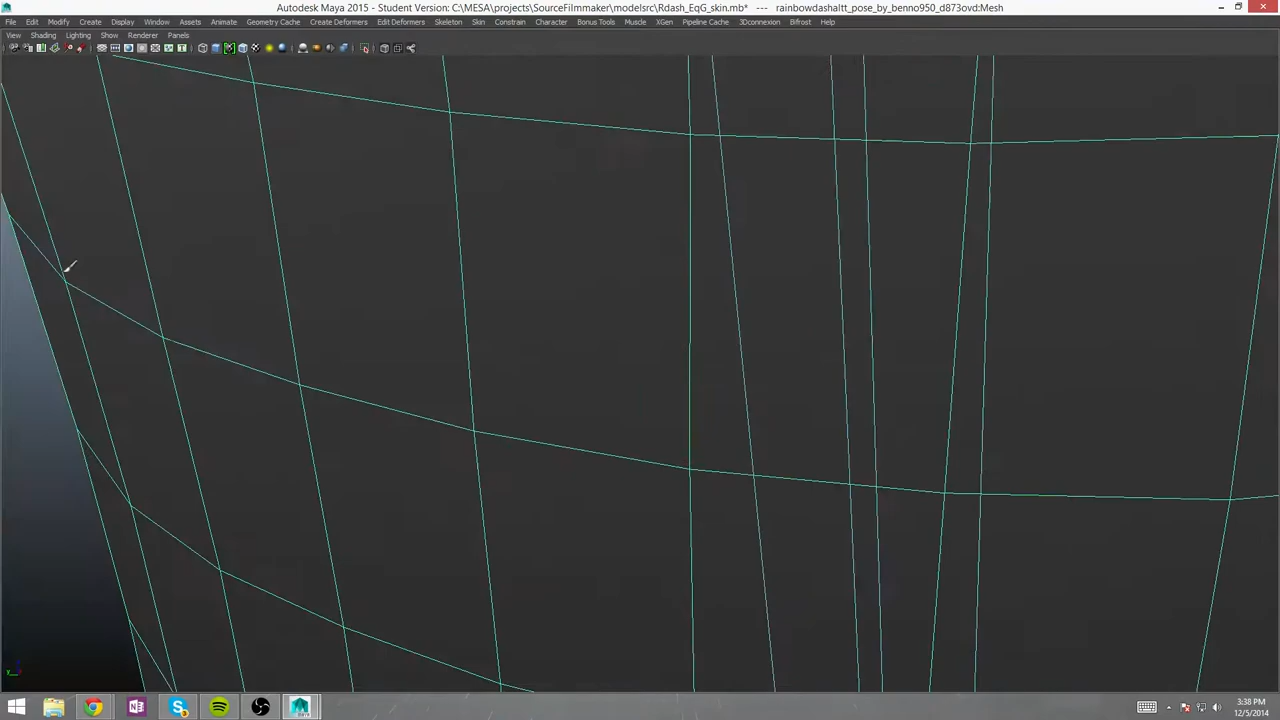 Autodesk Maya 2015 - Student Version: C:\MESA\projects\SourceFilmmaker\modelsrc\Rdash_EqG_skin.mb* --- rainbowdashaltt_pose_by_benno950_d873ovd:Mesh
File Edit Modify Create Display Window Assets Animate Geometry Cache Create Deformers Edit Deformers Skeleton Skin Constrain Character Bonus Tools Muscle XGen Pipeline Cache 3Dconnexion Bifrost Help
View Shading Lighting Show Renderer Panels
y
3:38 PM
12/5/2014